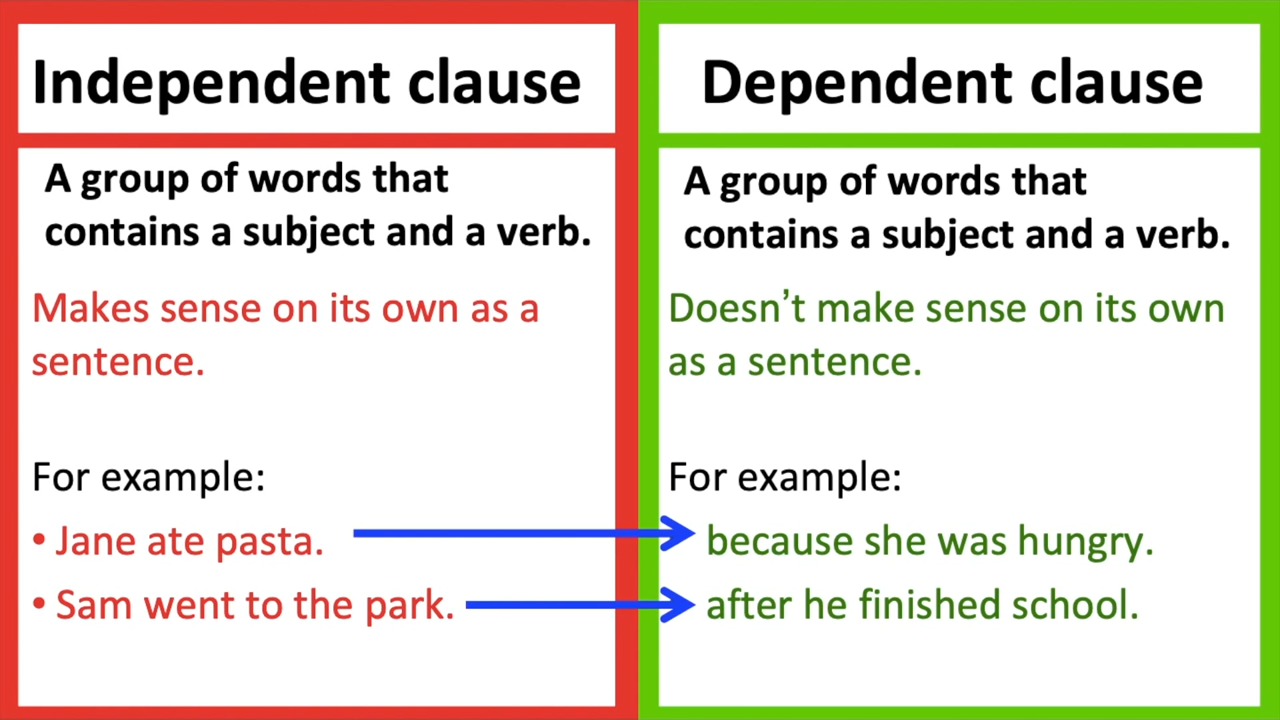 Independent clause
A group of words that
contains a subject and a verb.
Makes sense on its own as a
sentence.
For example:
• Jane ate pasta.
• Sam went to the park.
Dependent clause
A group of words that
contains a subject and a verb.
Doesn’t make sense on its own
as a sentence.
For example:
because she was hungry.
after he finished school.